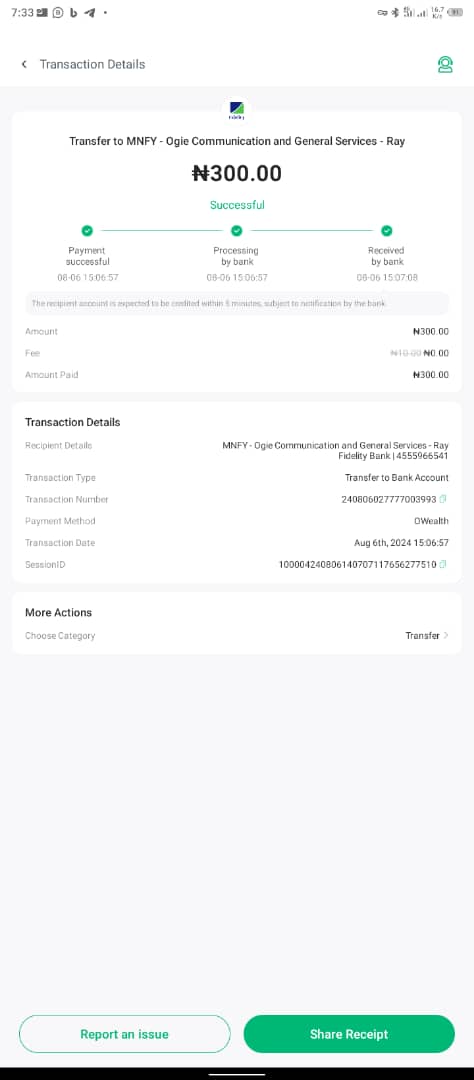 7:33
16.7
K/s
91
Transaction Details
Fidelity
Transfer to MNFY - Ogie Communication and General Services - Ray
₦300.00
Successful
Payment
successful
08-06 15:06:57
Processing
by bank
08-06 15:06:57
Received
by bank
08-06 15:07:08
The recipient account is expected to be credited within 5 minutes, subject to notification by the bank.
Amount ₦300.00
Fee ₦10.00 ₦0.00
Amount Paid ₦300.00
Transaction Details
Recipient Details MNFY - Ogie Communication and General Services - Ray
Fidelity Bank | 4555966541
Transaction Type Transfer to Bank Account
Transaction Number 240806027777003993
Payment Method OWealth
Transaction Date Aug 6th, 2024 15:06:57
SessionID 100004240806140707117656277510
More Actions
Choose Category Transfer
Report an issue
Share Receipt